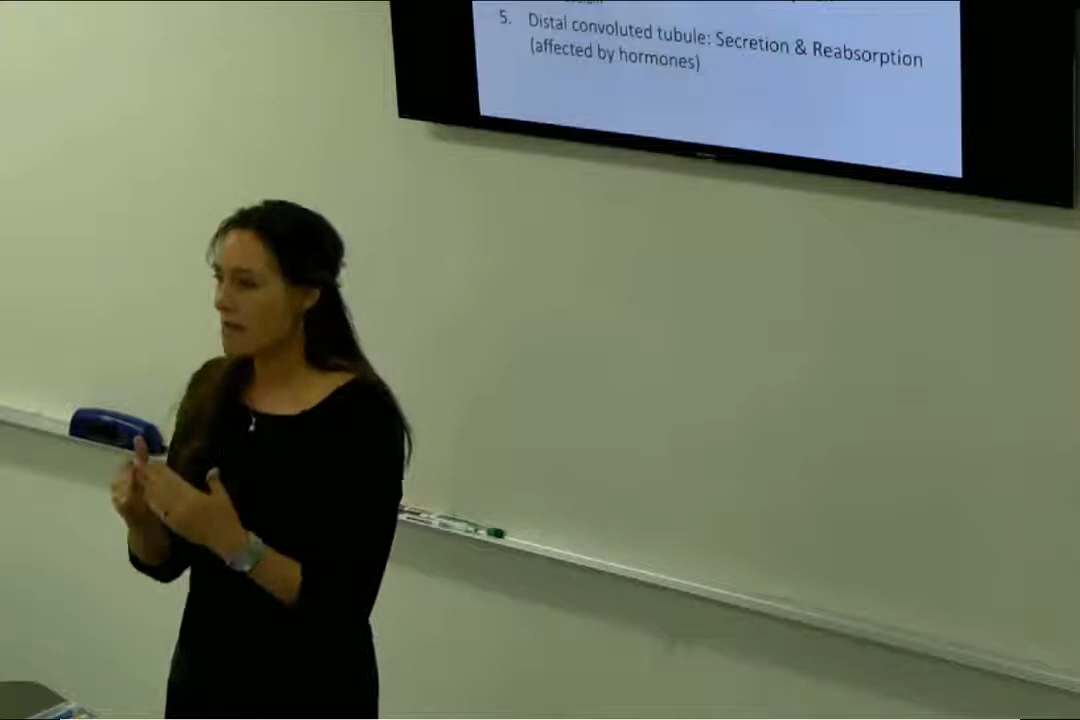 5. Distal convoluted tubule: Secretion & Reabsorption
(affected by hormones)